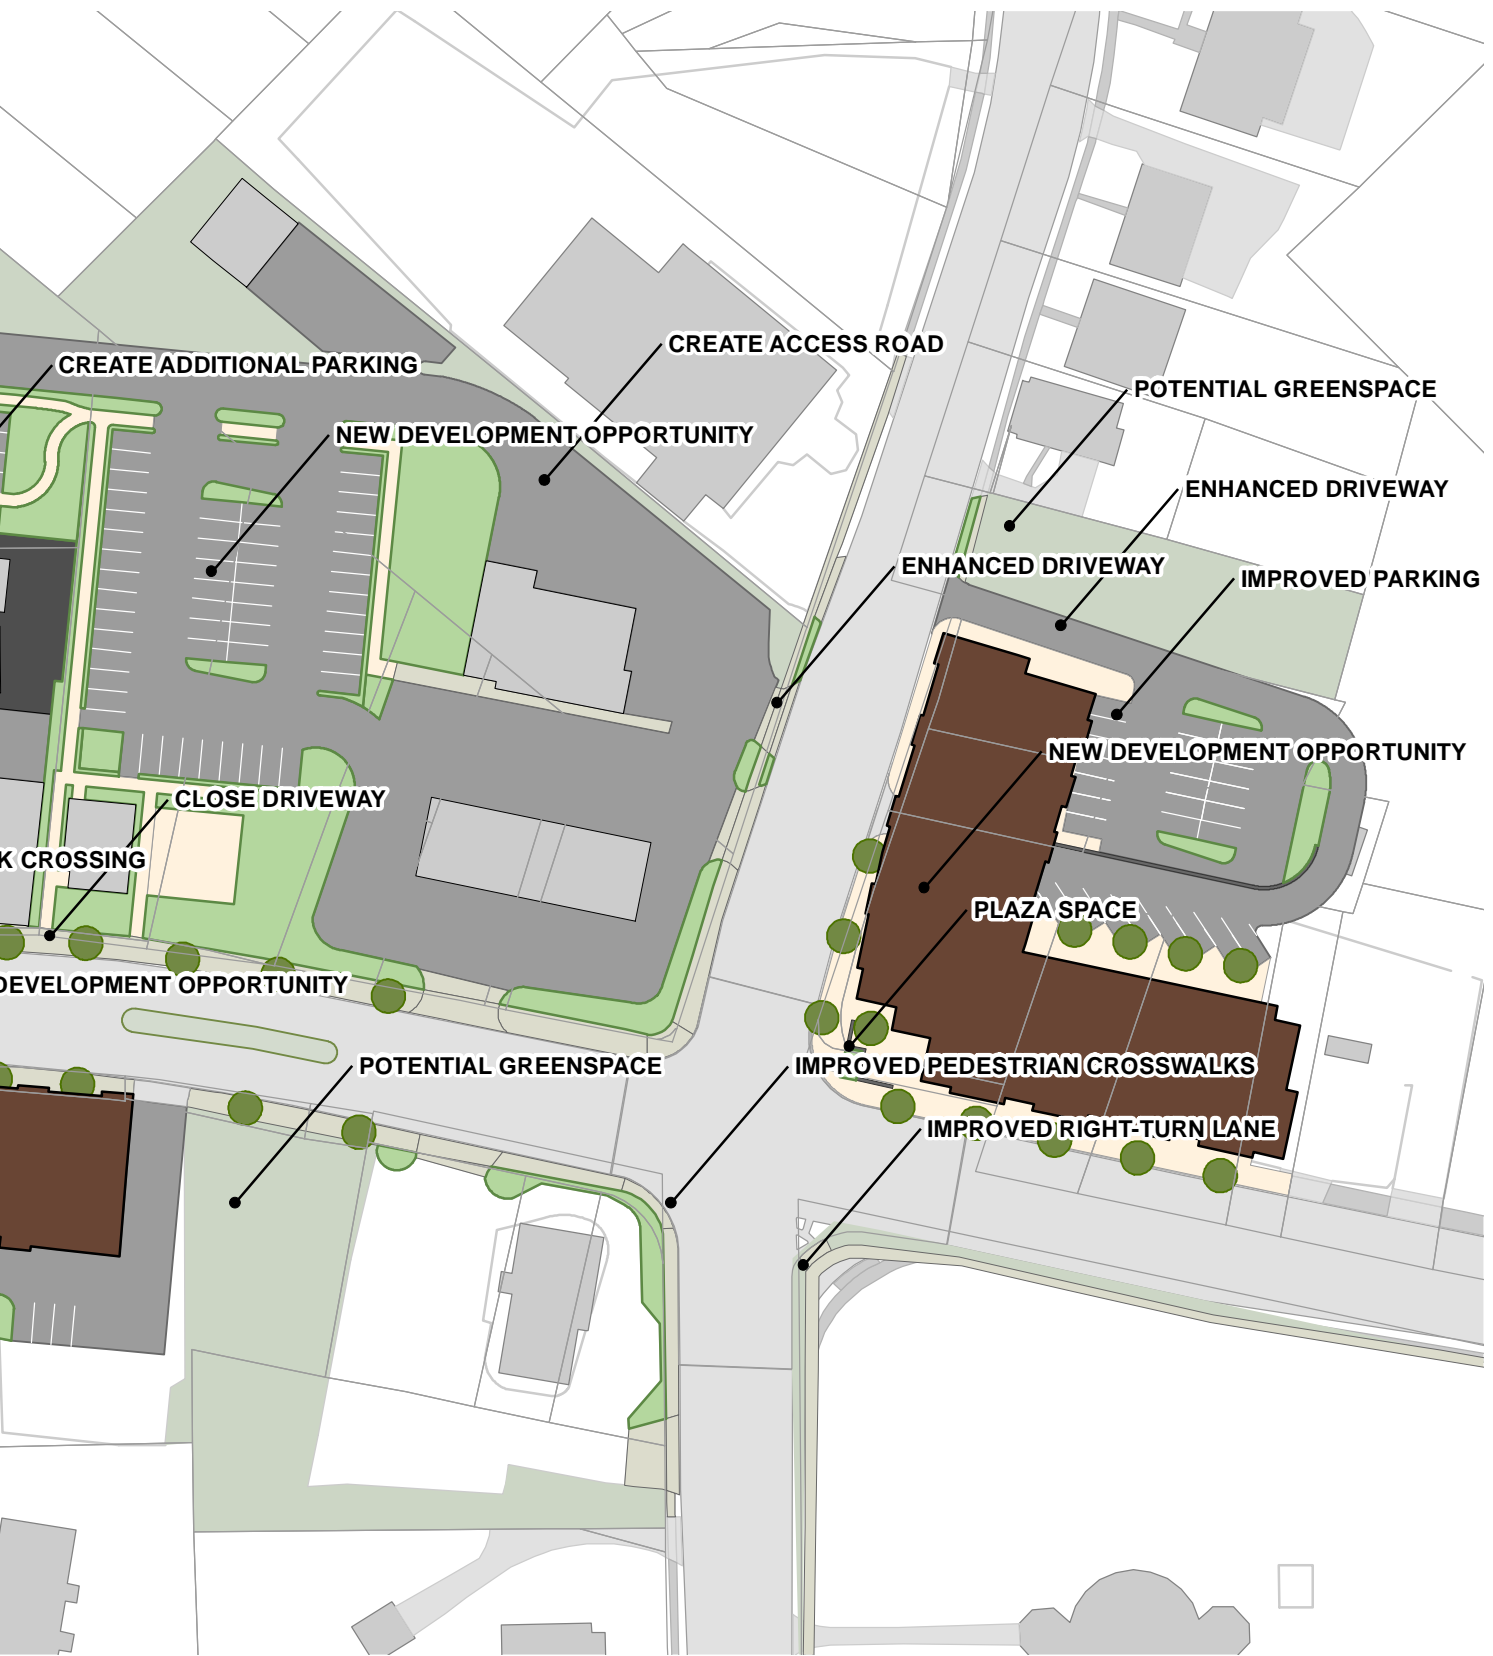 CREATE ACCESS ROAD
CREATE ADDITIONAL PARKING
POTENTIAL GREENSPACE
NEW DEVELOPMENT OPPORTUNITY
ENHANCED DRIVEWAY
ENHANCED DRIVEWAY
IMPROVED PARKING
NEW DEVELOPMENT OPPORTUNITY
CLOSE DRIVEWAY
K CROSSING
PLAZA SPACE
DEVELOPMENT OPPORTUNITY
POTENTIAL GREENSPACE
IMPROVED PEDESTRIAN CROSSWALKS
IMPROVED RIGHT-TURN LANE